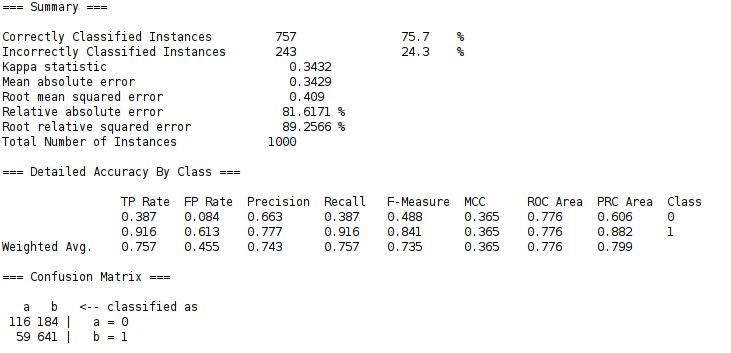 === Summary ===
Correctly Classified Instances 757 75.7 %
Incorrectly Classified Instances 243 24.3 %
Kappa statistic 0.3432
Mean absolute error 0.3429
Root mean squared error 0.409
Relative absolute error 81.6171 %
Root relative squared error 89.2566 %
Total Number of Instances 1000
=== Detailed Accuracy By Class ===
TP Rate FP Rate Precision Recall F-Measure MCC ROC Area PRC Area Class
0.387 0.084 0.663 0.387 0.488 0.365 0.776 0.606 0
0.916 0.613 0.777 0.916 0.841 0.365 0.776 0.882 1
Weighted Avg. 0.757 0.455 0.743 0.757 0.735 0.365 0.776 0.799
=== Confusion Matrix ===
a b <-- classified as
116 184 | a = 0
59 641 | b = 1